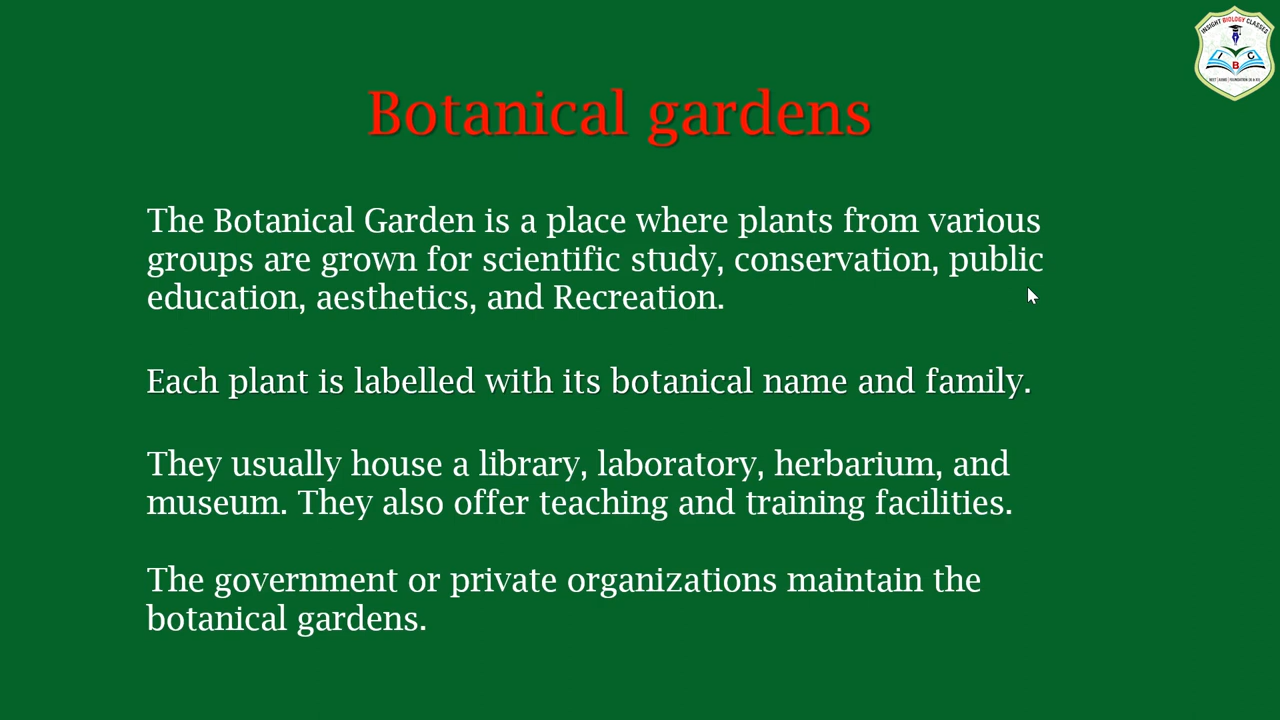 INSIGHT BIOLOGY CLASSES
I C
B
Botanical gardens
The Botanical Garden is a place where plants from various
groups are grown for scientific study, conservation, public
education, aesthetics, and Recreation.
Each plant is labelled with its botanical name and family.
They usually house a library, laboratory, herbarium, and
museum. They also offer teaching and training facilities.
The government or private organizations maintain the
botanical gardens.